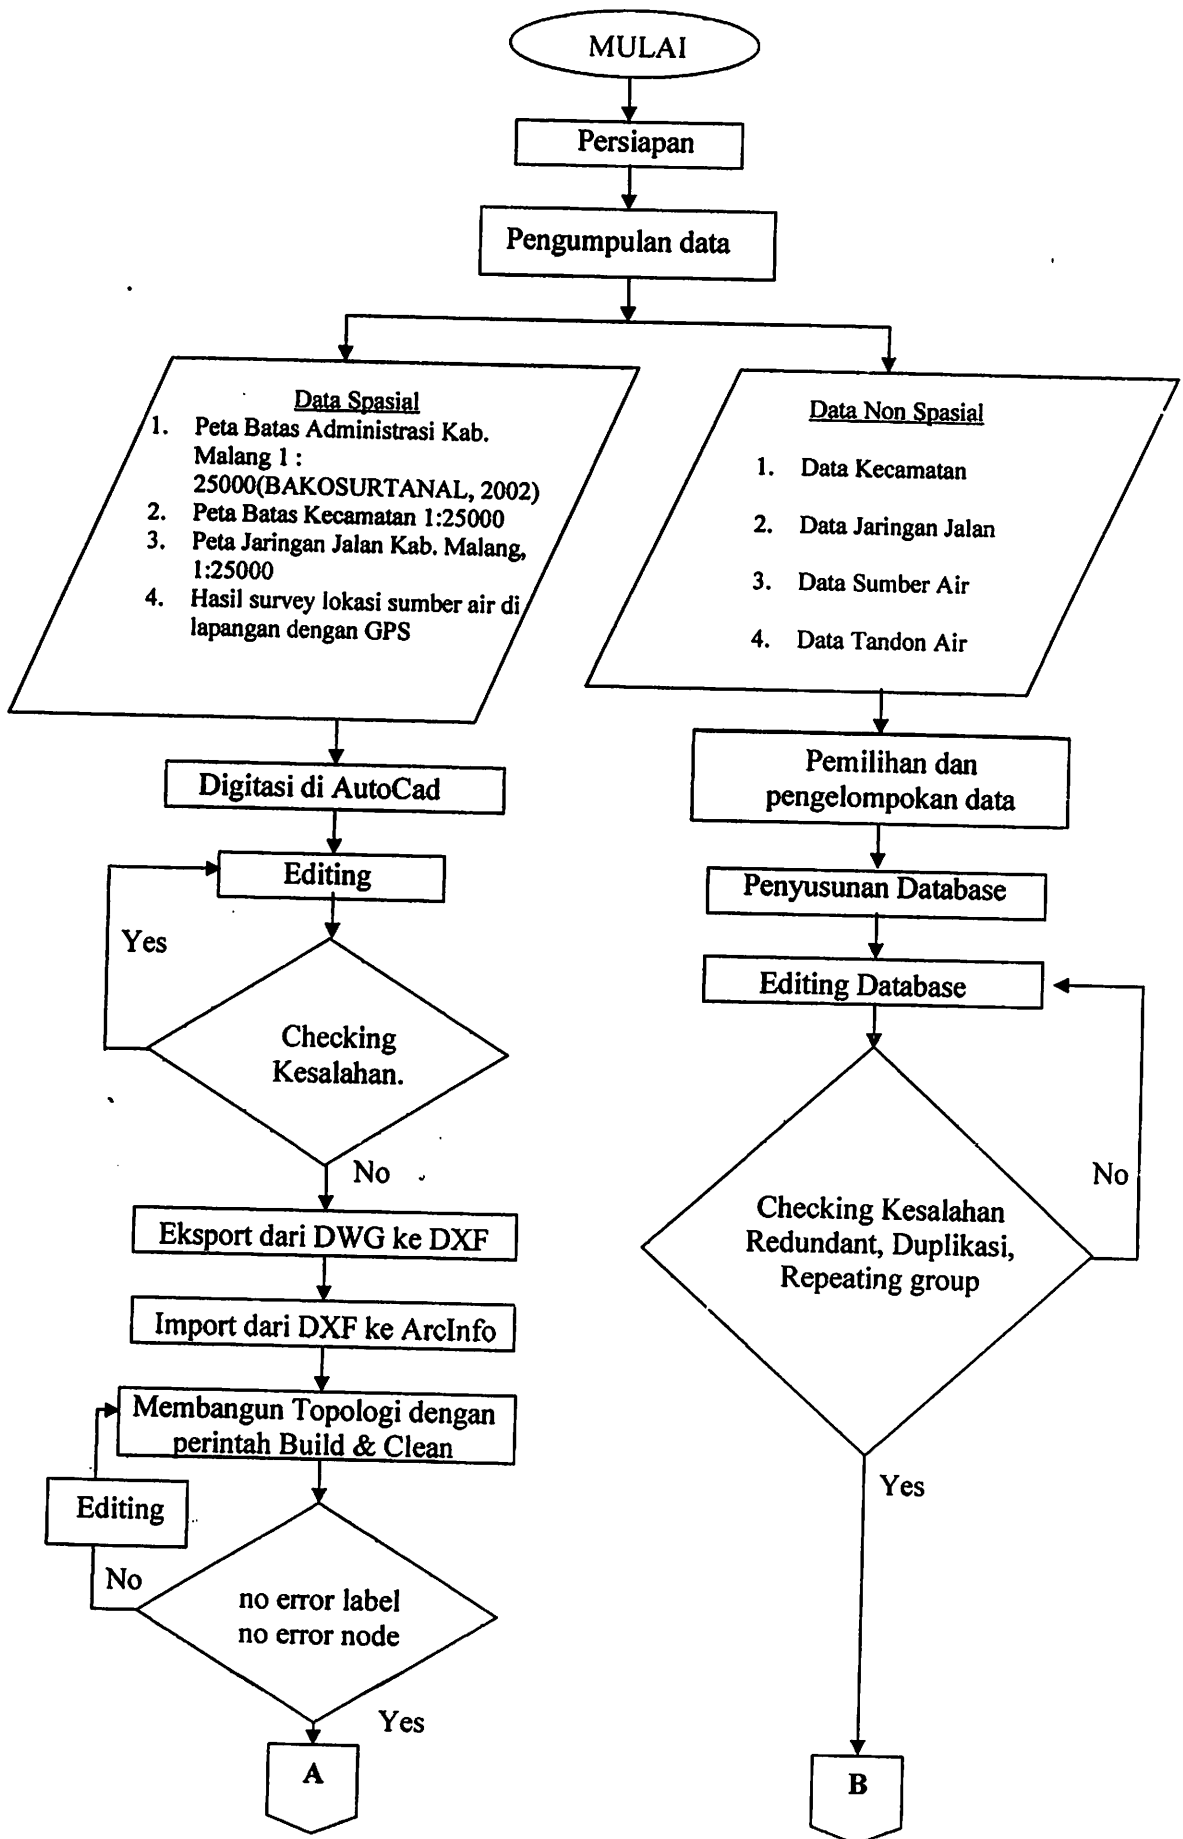 MULAI
Persiapan
Pengumpulan data
Data Spasial
1. Peta Batas Administrasi Kab.
Malang 1 :
25000(BAKOSURTANAL, 2002)
2. Peta Batas Kecamatan 1:25000
3. Peta Jaringan Jalan Kab. Malang,
1:25000
4. Hasil survey lokasi sumber air di
lapangan dengan GPS
Data Non Spasial
1. Data Kecamatan
2. Data Jaringan Jalan
3. Data Sumber Air
4. Data Tandon Air
Digitasi di AutoCad
Editing
Yes
Checking
Kesalahan.
No
Eksport dari DWG ke DXF
Import dari DXF ke ArcInfo
Membangun Topologi dengan
perintah Build & Clean
Editing
No
no error label
no error node
Yes
A
Pemilihan dan
pengelompokan data
Penyusunan Database
Editing Database
No
Checking Kesalahan
Redundant, Duplikasi,
Repeating group
Yes
B